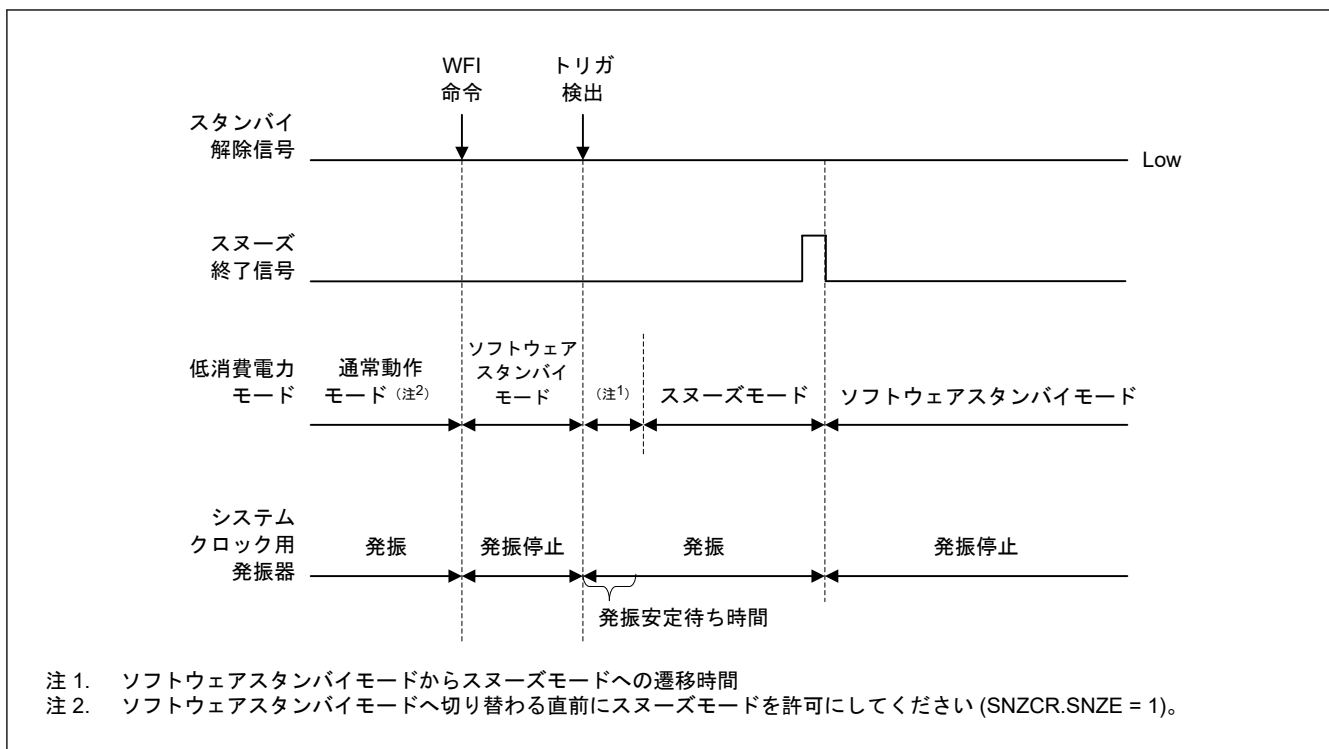 WFI
命令
トリガ
検出
スタンバイ
解除信号
Low
スヌーズ
終了信号
低消費電力
モード
通常動作
モード（注2）
ソフトウェア
スタンバイ
モード
（注1）
スヌーズモード
ソフトウェアスタンバイモード
システム
クロック用
発振器
発振
発振停止
発振
発振停止
発振安定待ち時間
注 1. ソフトウェアスタンバイモードからスヌーズモードへの遷移時間
注 2. ソフトウェアスタンバイモードへ切り替わる直前にスヌーズモードを許可にしてください (SNZCR.SNZE = 1)。